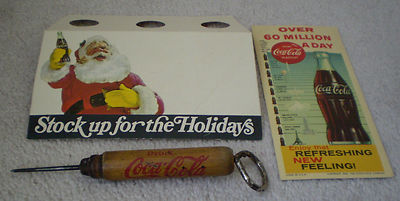 Stock up for the Holidays
OVER
60 MILLION
A DAY
DRINK
Coca-Cola
Coca-Cola
Enjoy that
REFRESHING
NEW
FEELING!
DRINK
Coca-Cola